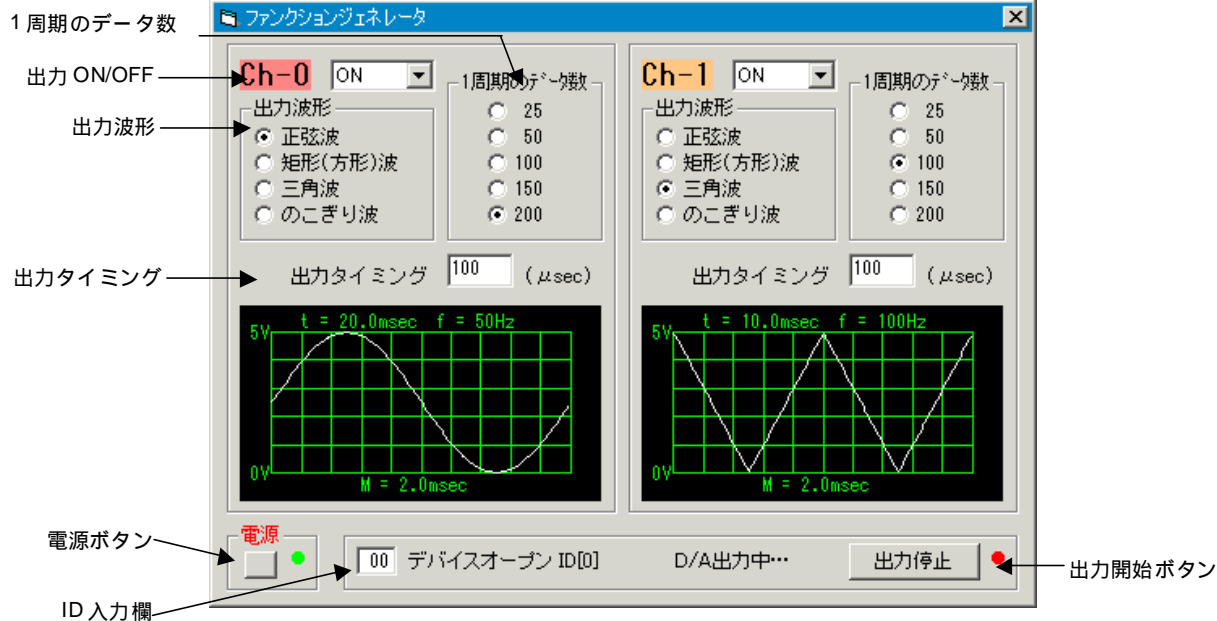 ファンクションジェネレータ
1周期のデータ数
出力 ON/OFF
出力波形
出力タイミング
電源ボタン
ID入力欄
出力開始ボタン
Ch-0 ON
1周期のデータ数
25
50
100
150
200
出力波形
正弦波
矩形(方形)波
三角波
のこぎり波
出力タイミング 100 (μsec)
t = 20.0msec f = 50Hz
5V
0V
M = 2.0msec
Ch-1 ON
1周期のデータ数
25
50
100
150
200
出力波形
正弦波
矩形(方形)波
三角波
のこぎり波
出力タイミング 100 (μsec)
t = 10.0msec f = 100Hz
5V
0V
M = 2.0msec
電源
00 デバイスオープン ID[0] D/A出力中… 出力停止